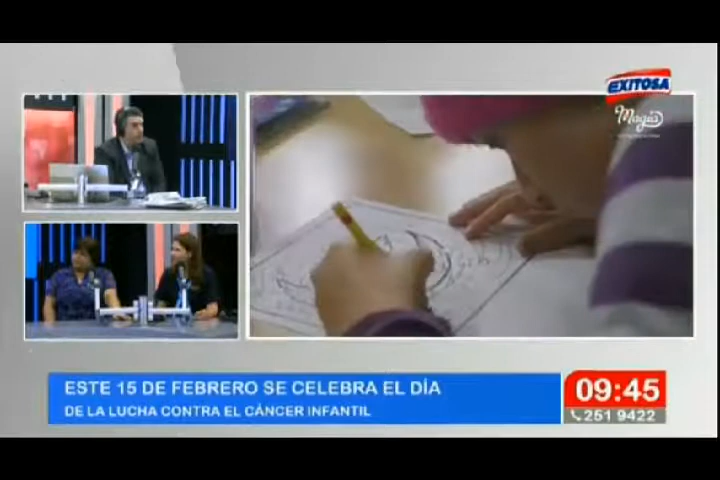 EXITOSA
Magia
ESTE 15 DE FEBRERO SE CELEBRA EL DÍA
DE LA LUCHA CONTRA EL CÁNCER INFANTIL
09:45
251 9422